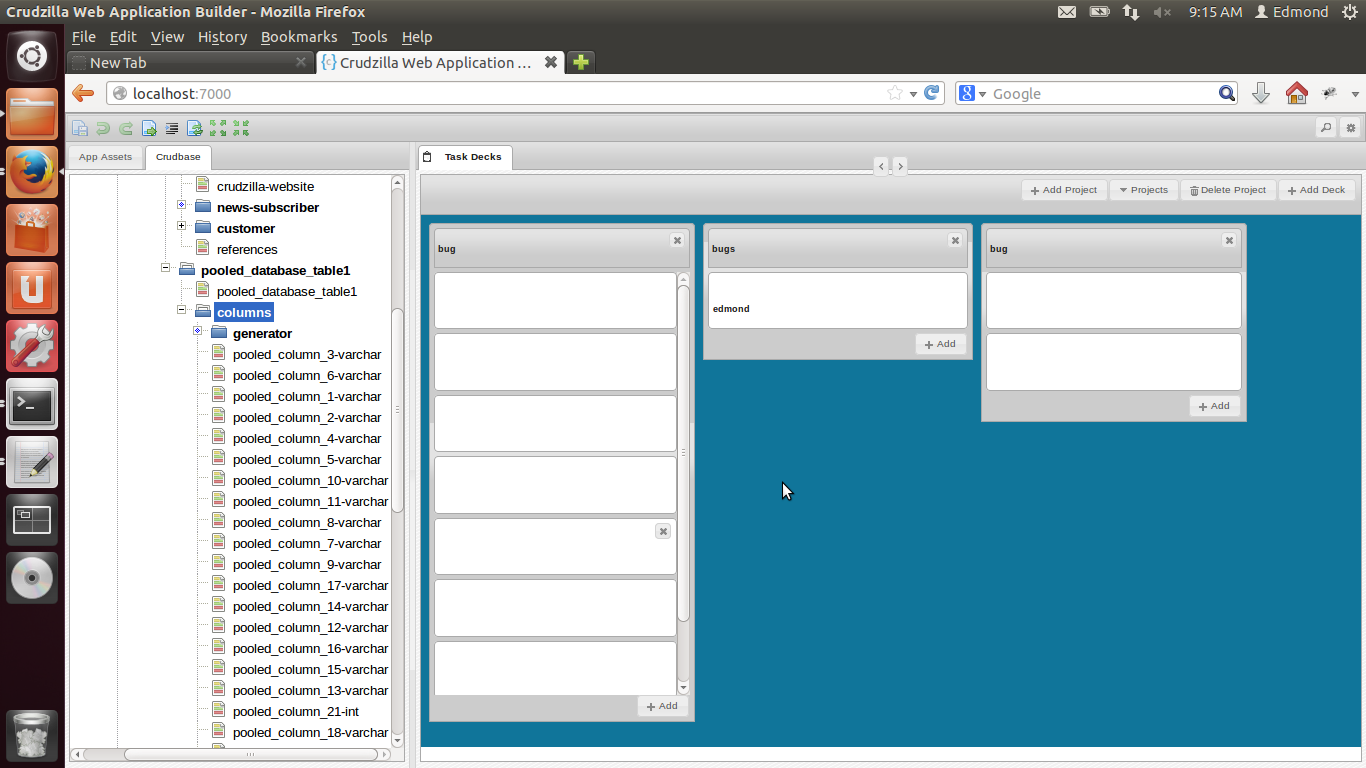 Crudzilla Web Application Builder - Mozilla Firefox
9:15 AM Edmond
File Edit View History Bookmarks Tools Help
New Tab
{c} Crudzilla Web Application ...
localhost:7000
Google
App Assets Crudbase
Task Decks
Add Project Projects Delete Project Add Deck
crudzilla-website
news-subscriber
customer
references
pooled_database_table1
pooled_database_table1
columns
generator
pooled_column_3-varchar
pooled_column_6-varchar
pooled_column_1-varchar
pooled_column_2-varchar
pooled_column_4-varchar
pooled_column_5-varchar
pooled_column_10-varchar
pooled_column_11-varchar
pooled_column_8-varchar
pooled_column_7-varchar
pooled_column_9-varchar
pooled_column_17-varchar
pooled_column_14-varchar
pooled_column_12-varchar
pooled_column_16-varchar
pooled_column_15-varchar
pooled_column_13-varchar
pooled_column_21-int
pooled_column_18-varchar
bug
Add
bugs
edmond
Add
bug
Add